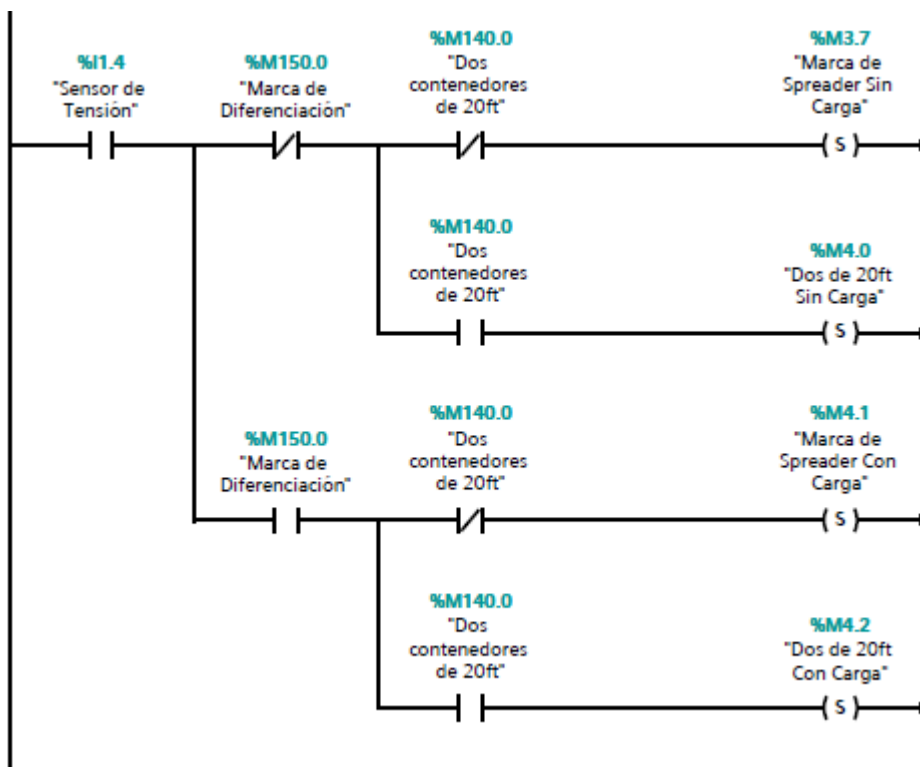 %I1.4
"Sensor de
Tensión"
%M150.0
"Marca de
Diferenciación"
%M140.0
"Dos
contenedores
de 20ft"
%M3.7
"Marca de
Spreader Sin
Carga"
( S )
%M140.0
"Dos
contenedores
de 20ft"
%M4.0
"Dos de 20ft
Sin Carga"
( S )
%M150.0
"Marca de
Diferenciación"
%M140.0
"Dos
contenedores
de 20ft"
%M4.1
"Marca de
Spreader Con
Carga"
( S )
%M140.0
"Dos
contenedores
de 20ft"
%M4.2
"Dos de 20ft
Con Carga"
( S )